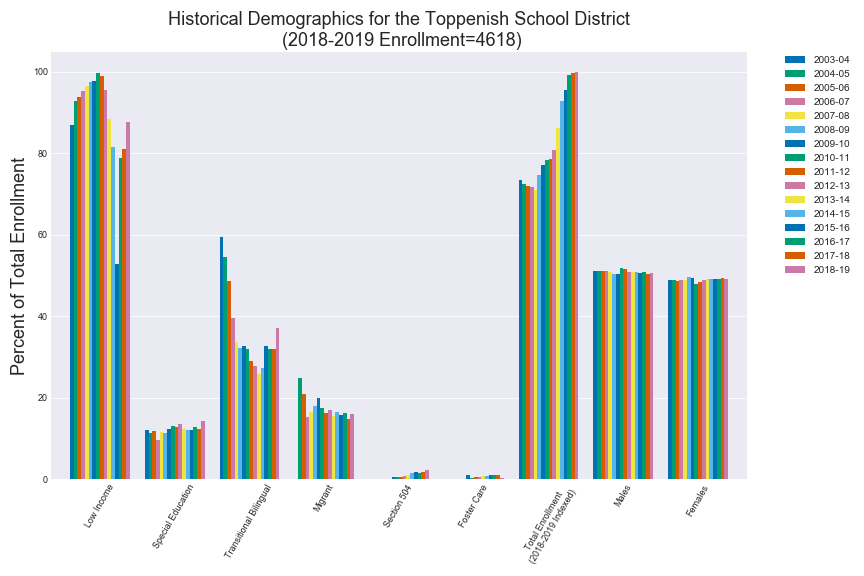 Historical Demographics for the Toppenish School District
(2018-2019 Enrollment=4618)
Percent of Total Enrollment
100
80
60
40
20
0
Low Income
Special Education
Transitional Bilingual
Migrant
Section 504
Foster Care
Total Enrollment
(2018-2019 Indexed)
Males
Females
2003-04
2004-05
2005-06
2006-07
2007-08
2008-09
2009-10
2010-11
2011-12
2012-13
2013-14
2014-15
2015-16
2016-17
2017-18
2018-19